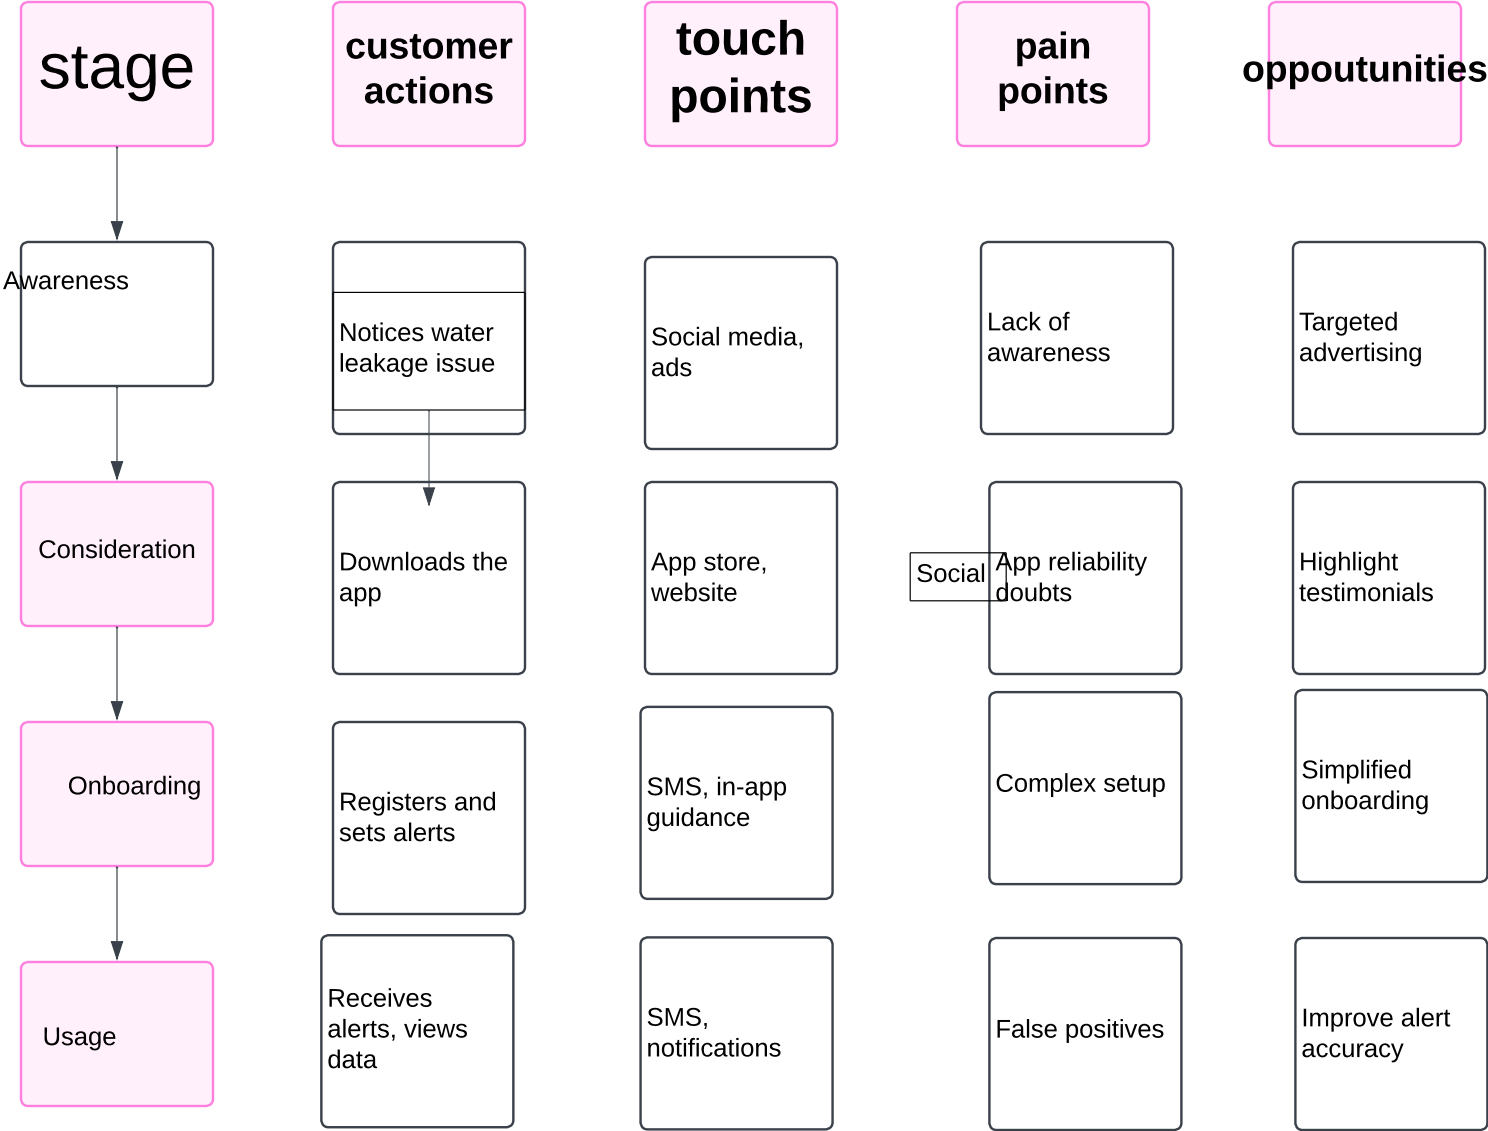 stage
customer
actions
touch
points
pain
points
oppoutunities
Awareness
Notices water
leakage issue
Social media,
ads
Lack of
awareness
Targeted
advertising
Consideration
Downloads the
app
App store,
website
Social
App reliability
doubts
Highlight
testimonials
Onboarding
Registers and
sets alerts
SMS, in-app
guidance
Complex setup
Simplified
onboarding
Usage
Receives
alerts, views
data
SMS,
notifications
False positives
Improve alert
accuracy